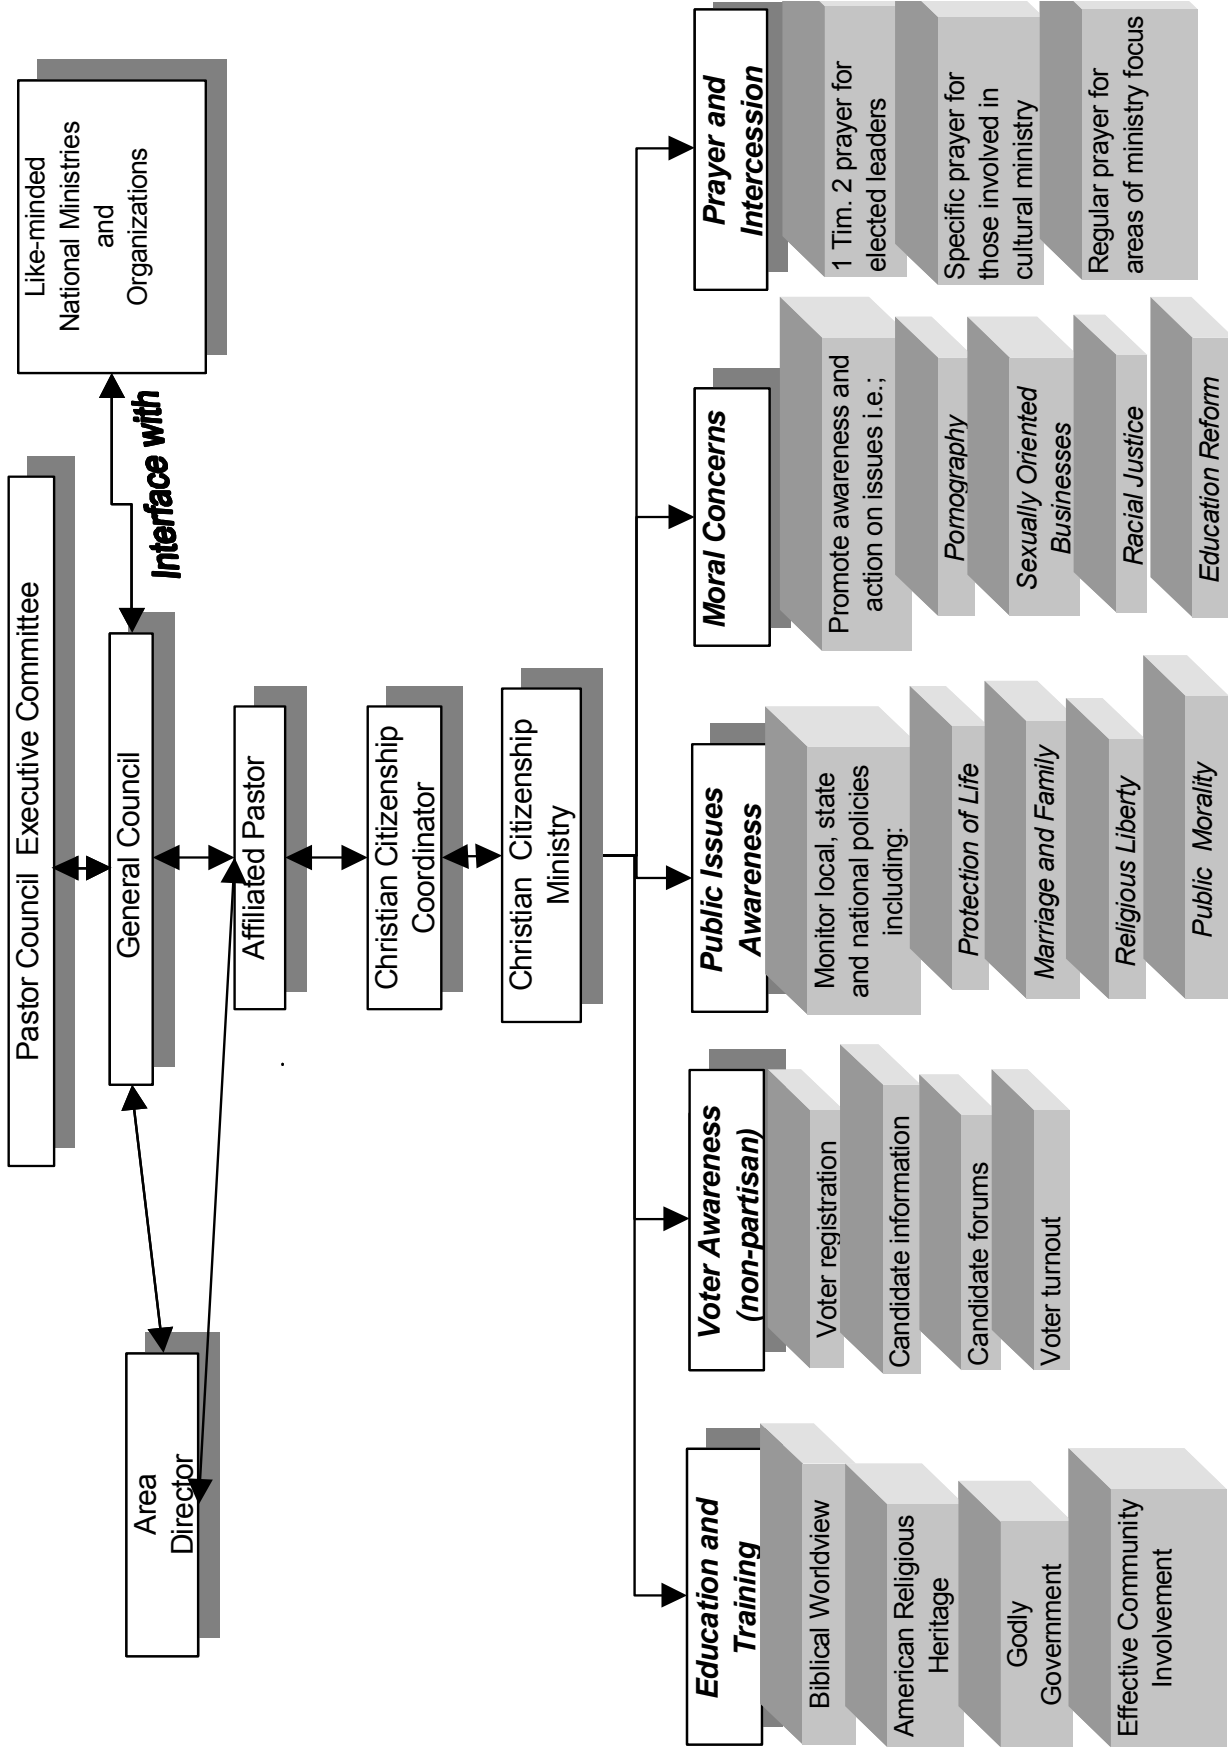 Pastor Council  Executive Committee
General Council
Interface with
Like-minded
National Ministries
and
Organizations
Area
Director
Affiliated Pastor
Christian Citizenship
Coordinator
Christian  Citizenship
Ministry
Education and
Training
Biblical Worldview
American Religious
Heritage
Godly
Government
Effective Community
Involvement
Voter Awareness
(non-partisan)
Voter registration
Candidate information
Candidate forums
Voter turnout
Public Issues
Awareness
Monitor local, state
and national policies
including:
Protection of Life
Marriage and Family
Religious Liberty
Public  Morality
Moral Concerns
Promote awareness and
action on issues i.e.;
Pornography
Sexually Oriented
Businesses
Racial Justice
Education Reform
Prayer and
Intercession
1 Tim. 2 prayer for
elected leaders
Specific prayer for
those involved in
cultural ministry
Regular prayer for
areas of ministry focus